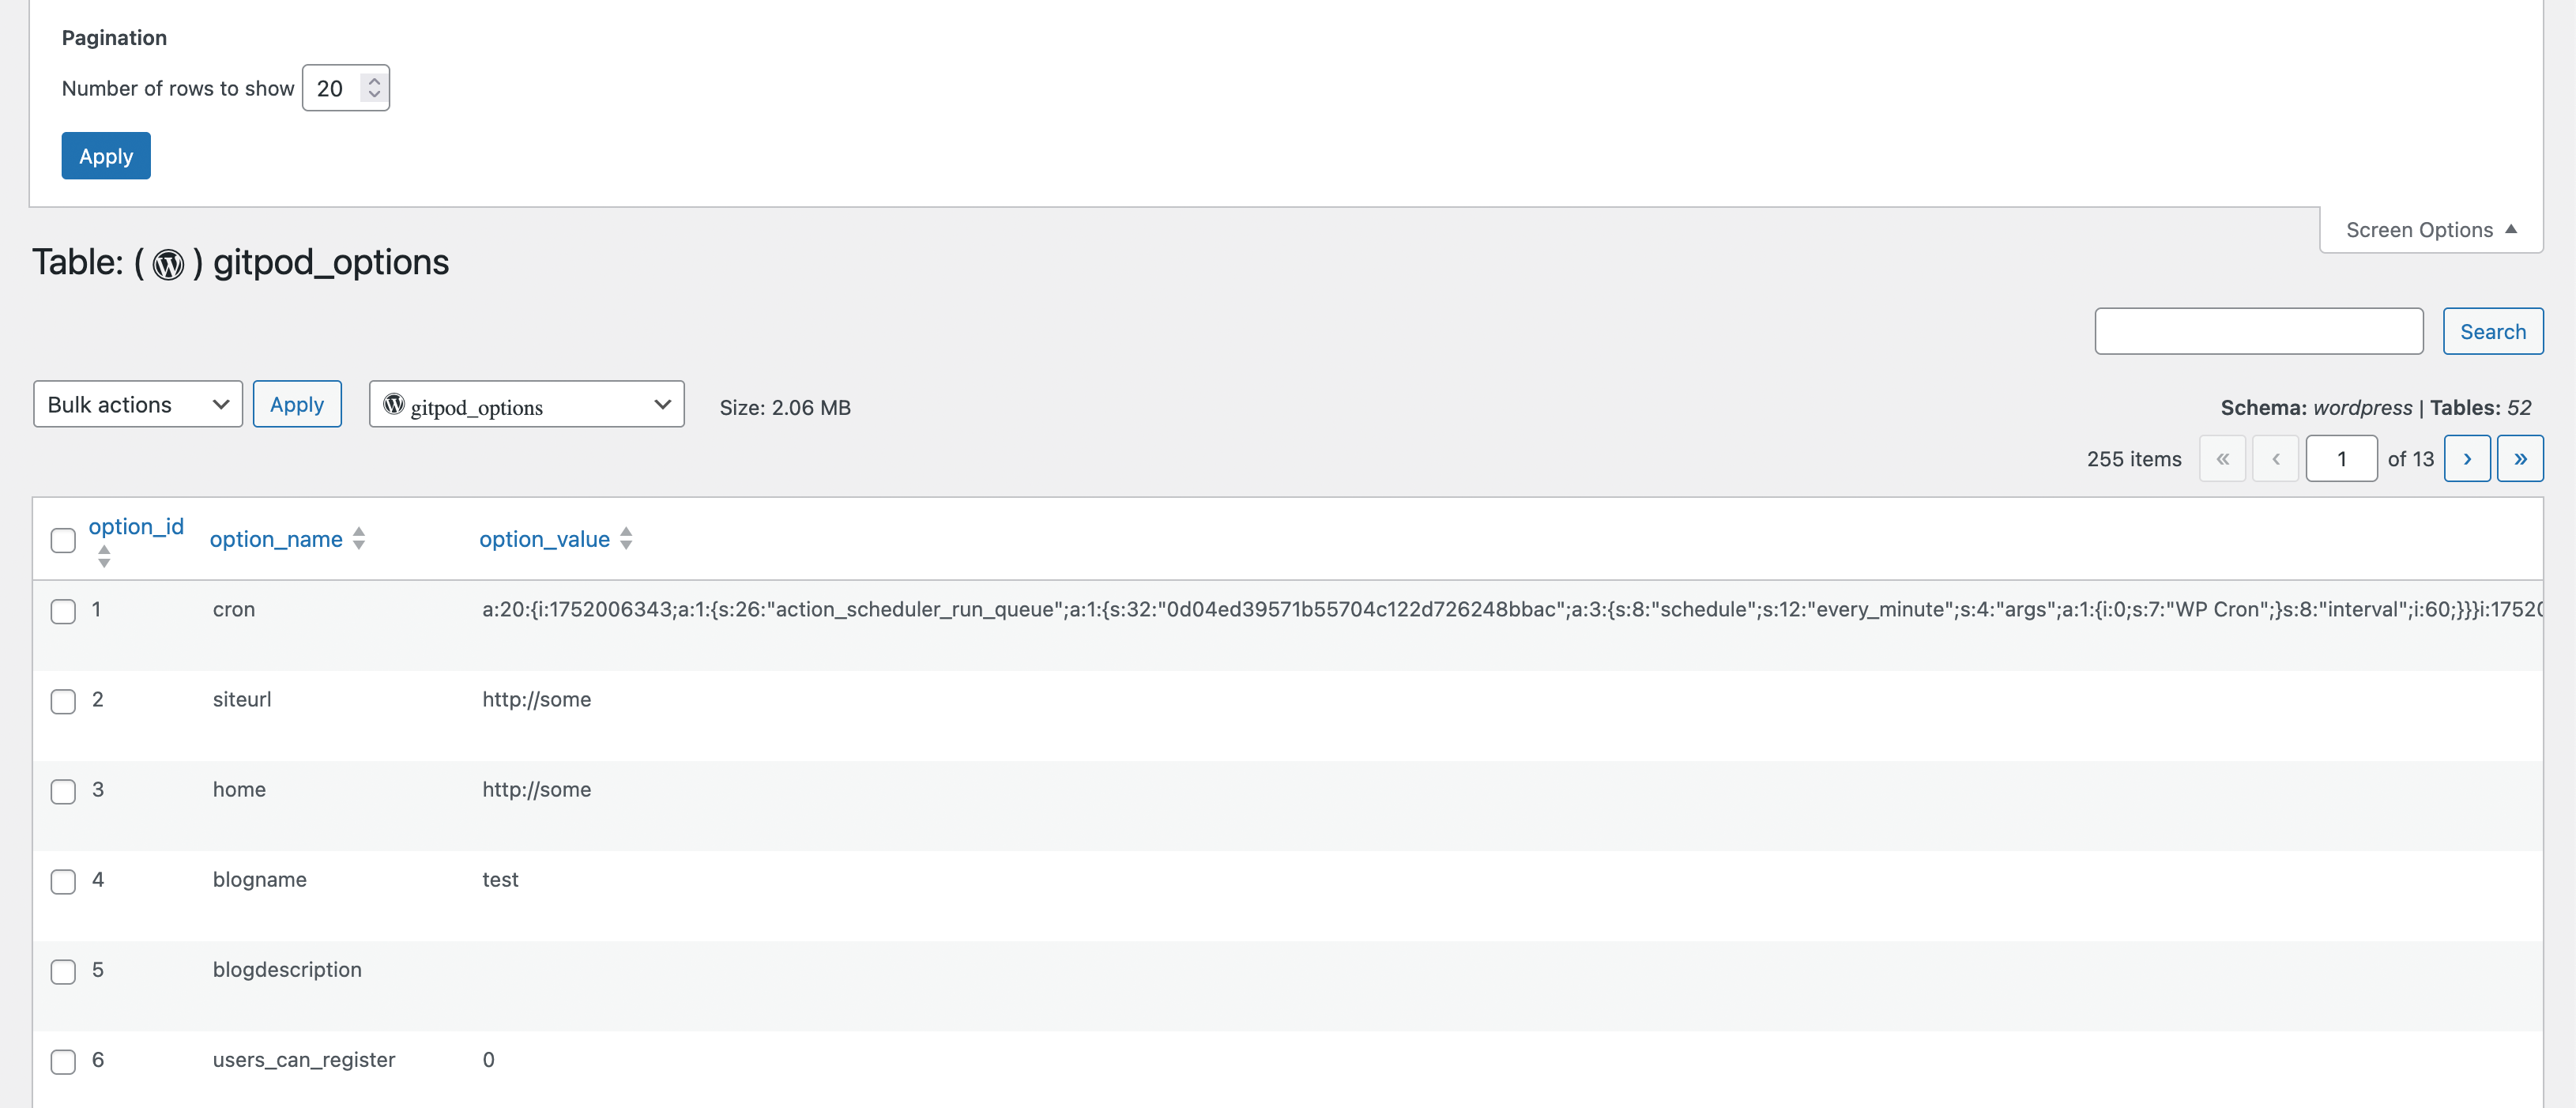 Pagination
Number of rows to show 20
Apply
Screen Options
Table: ( ) gitpod_options
Search
Bulk actions Apply gitpod_options Size: 2.06 MB Schema: wordpress | Tables: 52
255 items « ‹ 1 of 13 › »
option_id option_name option_value
1 cron a:20:{i:1752006343;a:1:{s:26:"action_scheduler_run_queue";a:1:{s:32:"0d04ed39571b55704c122d726248bbac";a:3:{s:8:"schedule";s:12:"every_minute";s:4:"args";a:1:{i:0;s:7:"WP Cron";}s:8:"interval";i:60;}}}i:1752
2 siteurl http://some
3 home http://some
4 blogname test
5 blogdescription
6 users_can_register 0